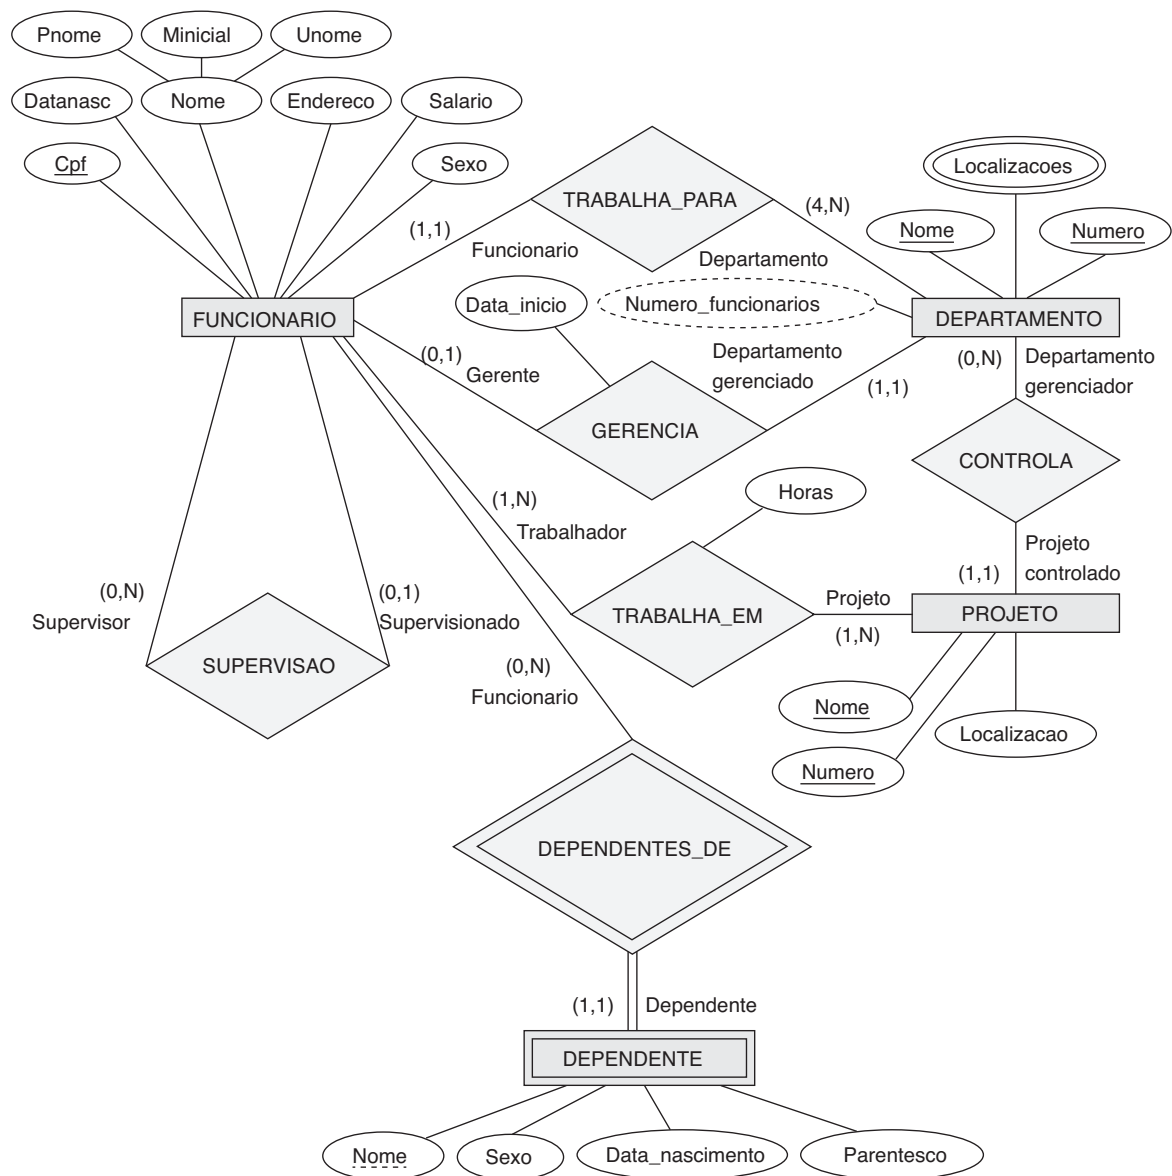 Pnome
Minicial
Unome
Datanasc
Nome
Endereco
Salario
Cpf
Sexo
FUNCIONARIO
(1,1)
Funcionario
TRABALHA_PARA
(4,N)
Departamento
Localizacoes
Nome
Numero
Numero_funcionarios
DEPARTAMENTO
Data_inicio
(0,1)
Gerente
GERENCIA
Departamento
gerenciado
(1,1)
(0,N)
Departamento
gerenciador
CONTROLA
Projeto
controlado
(1,1)
PROJETO
Nome
Numero
Localizacao
Horas
(1,N)
Trabalhador
TRABALHA_EM
Projeto
(1,N)
(0,N)
Supervisor
(0,1)
Supervisionado
SUPERVISAO
(0,N)
Funcionario
DEPENDENTES_DE
(1,1)
Dependente
DEPENDENTE
Nome
Sexo
Data_nascimento
Parentesco